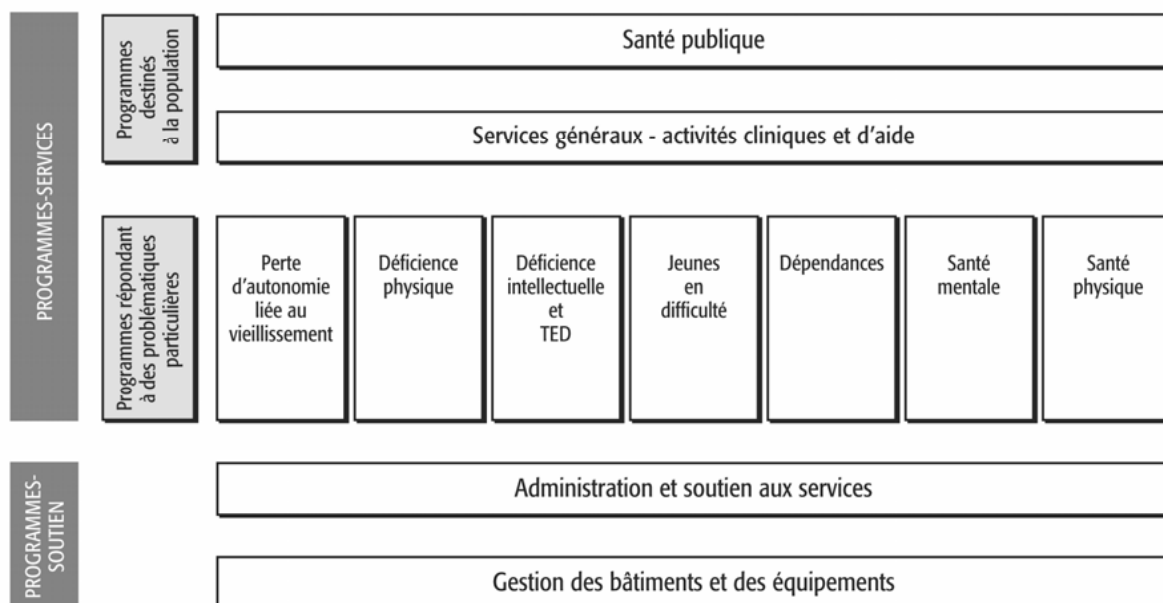 PROGRAMMES-SERVICES
Programmes
destinés
à la population
Santé publique
Services généraux - activités cliniques et d'aide
Programmes répondant
à des problématiques
particulières
Perte
d'autonomie
liée au
vieillissement
Déficience
physique
Déficience
intellectuelle
et
TED
Jeunes
en
difficulté
Dépendances
Santé
mentale
Santé
physique
PROGRAMMES-
SOUTIEN
Administration et soutien aux services
Gestion des bâtiments et des équipements